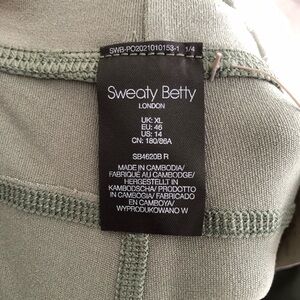 SWB-PO2021010153-1 1/4
Sweaty Betty
LONDON
UK: XL
EU: 46
US: 14
CN: 180/86A
SB4620B R
MADE IN CAMBODIA/
FABRIQUÉ AU CAMBODGE/
HERGESTELLT IN
KAMBODSCHA/ PRODOTTO
IN CAMBOGIA/ FABRICADO
EN CAMBOYA/
WYPRODUKOWANO W